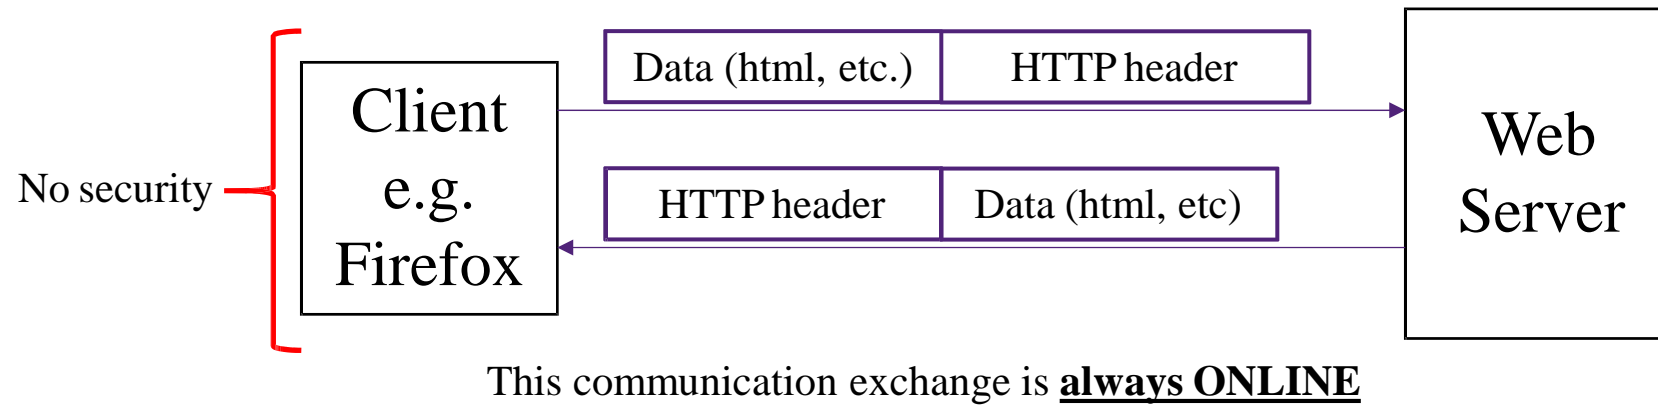 No security
Client
e.g.
Firefox
Data (html, etc.)
HTTP header
HTTP header
Data (html, etc)
Web
Server
This communication exchange is always ONLINE